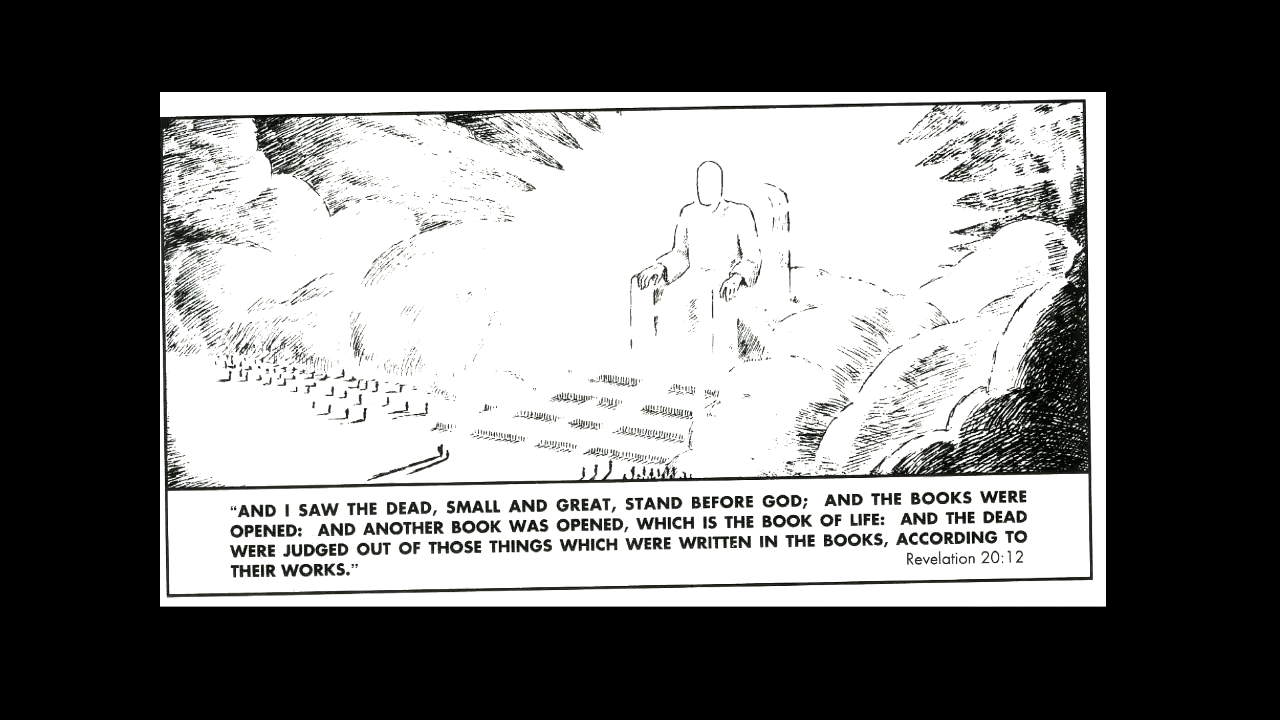 “AND I SAW THE DEAD, SMALL AND GREAT, STAND BEFORE GOD; AND THE BOOKS WERE
OPENED: AND ANOTHER BOOK WAS OPENED, WHICH IS THE BOOK OF LIFE: AND THE DEAD
WERE JUDGED OUT OF THOSE THINGS WHICH WERE WRITTEN IN THE BOOKS, ACCORDING TO
THEIR WORKS.”
Revelation 20:12